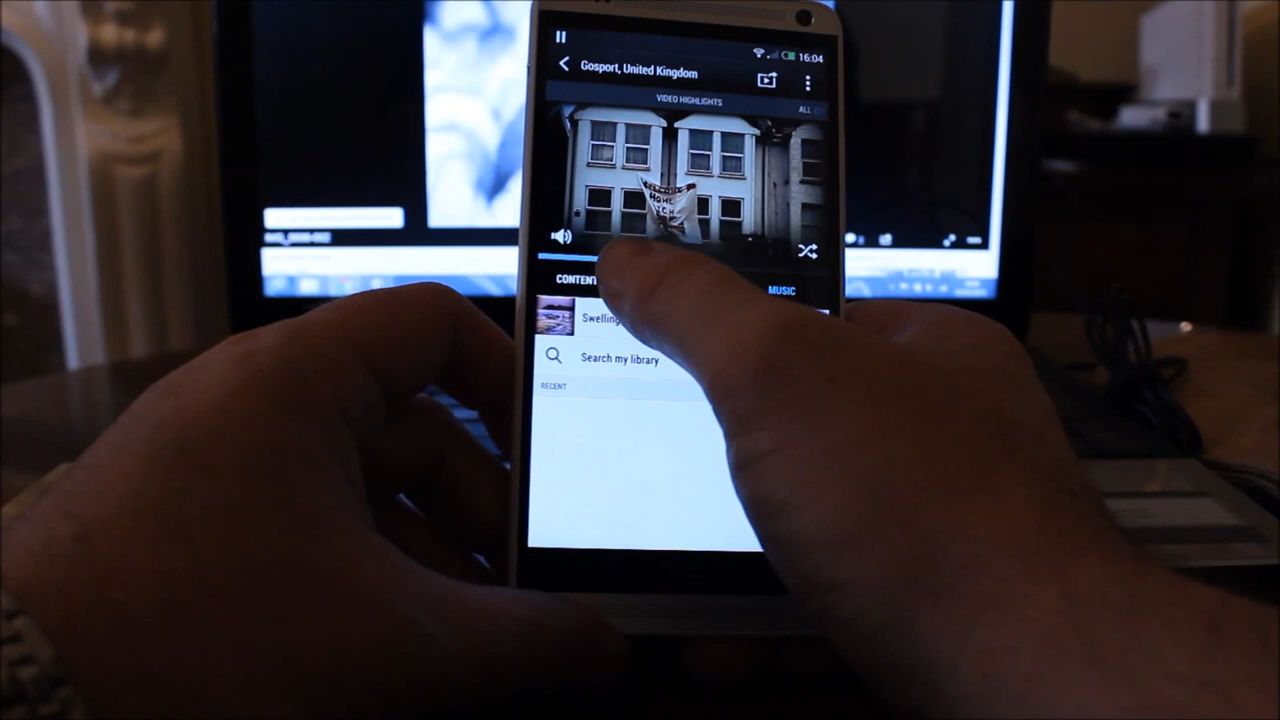 16:04
Gosport, United Kingdom
VIDEO HIGHLIGHTS
ALL
HOME
CONTENT
MUSIC
Swelling
Search my library
RECENT